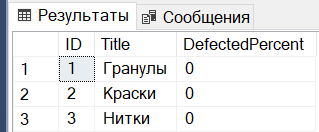 Результаты Сообщения
ID Title DefectedPercent
1 1 Гранулы 0
2 2 Краски 0
3 3 Нитки 0